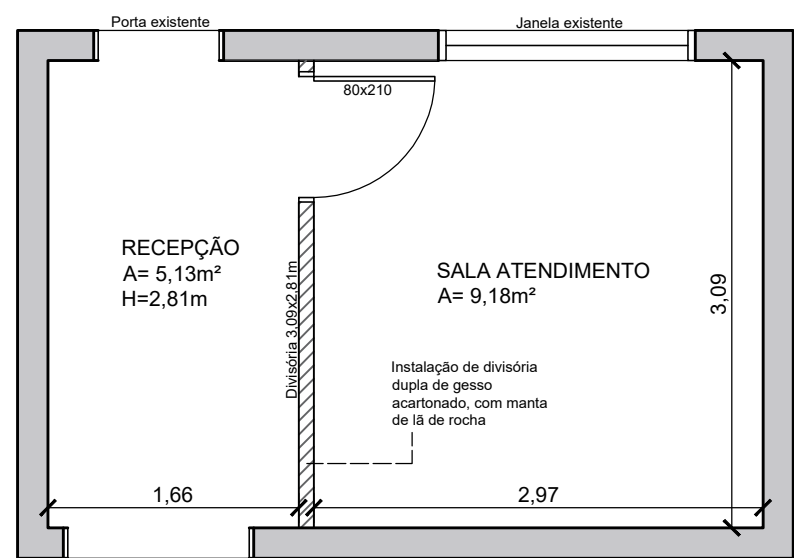 Porta existente
Janela existente
80x210
RECEPÇÃO
A= 5,13m²
H=2,81m
Divisória 3,09x2,81m
SALA ATENDIMENTO
A= 9,18m²
3,09
Instalação de divisória
dupla de gesso
acartonado, com manta
de lã de rocha
1,66
2,97